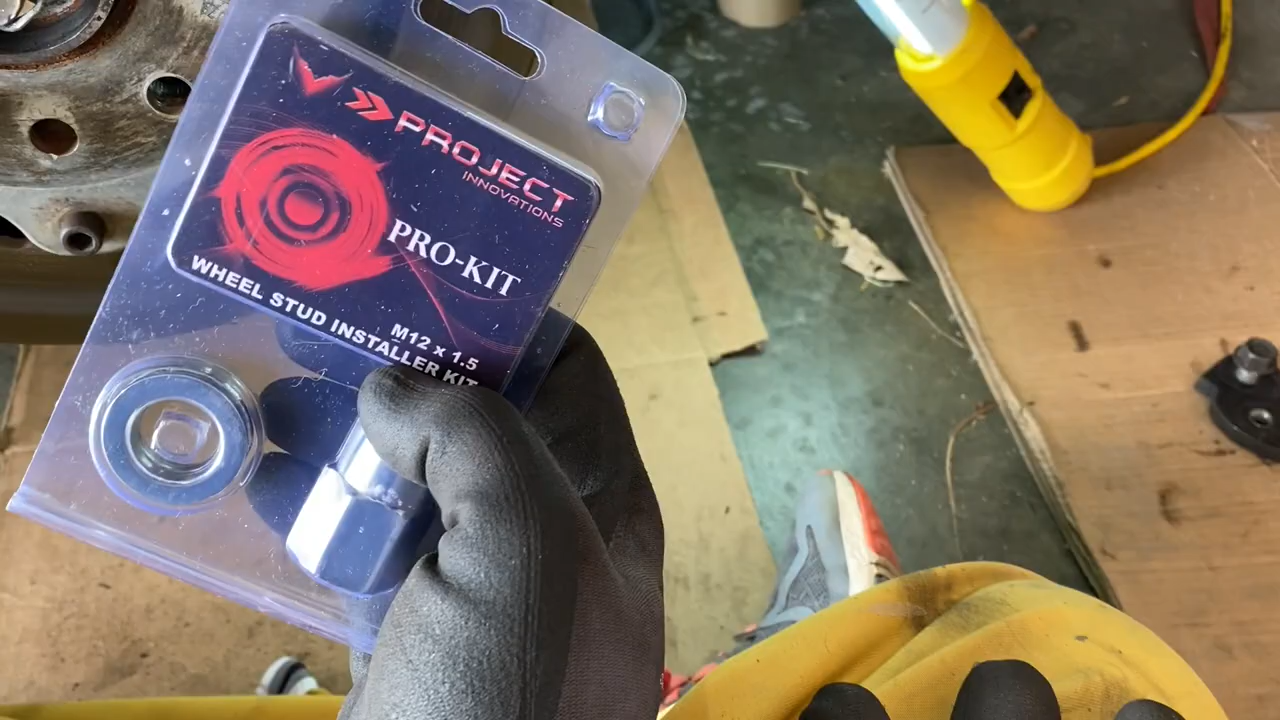 PROJECT
INNOVATIONS
PRO-KIT
M12 x 1.5
WHEEL STUD INSTALLER KIT